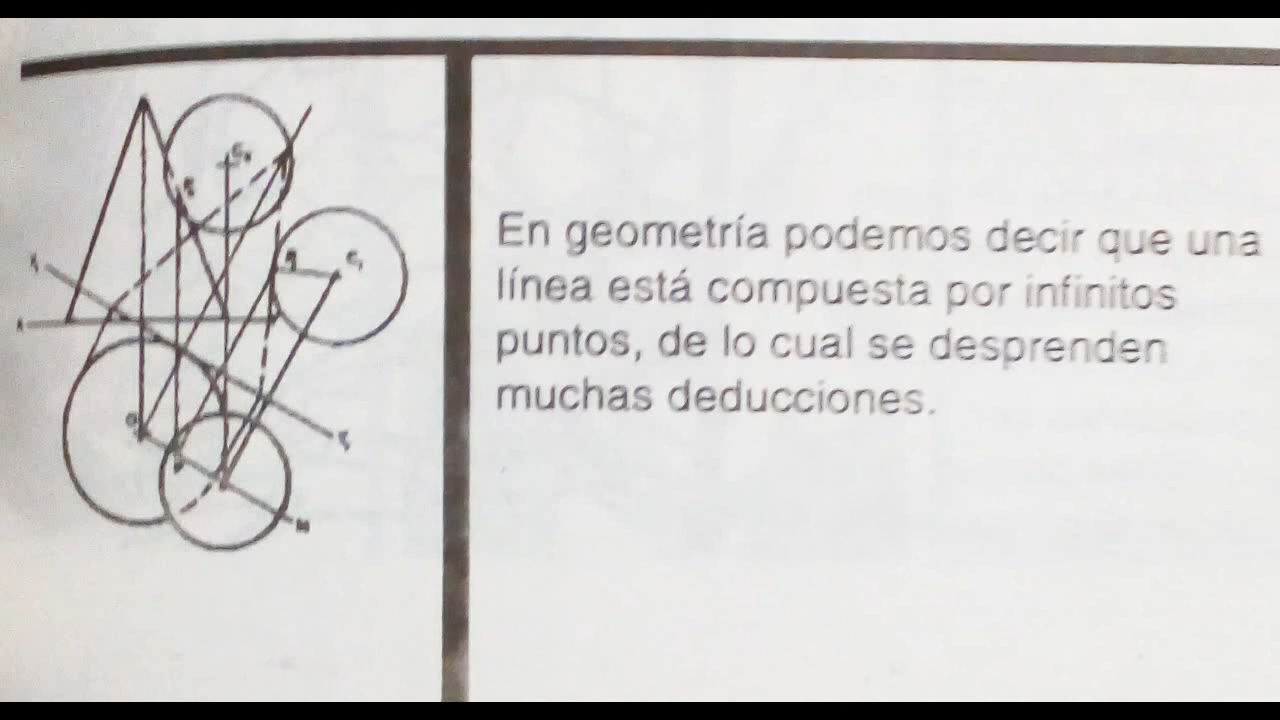 En geometría podemos decir que una
línea está compuesta por infinitos
puntos, de lo cual se desprenden
muchas deducciones.